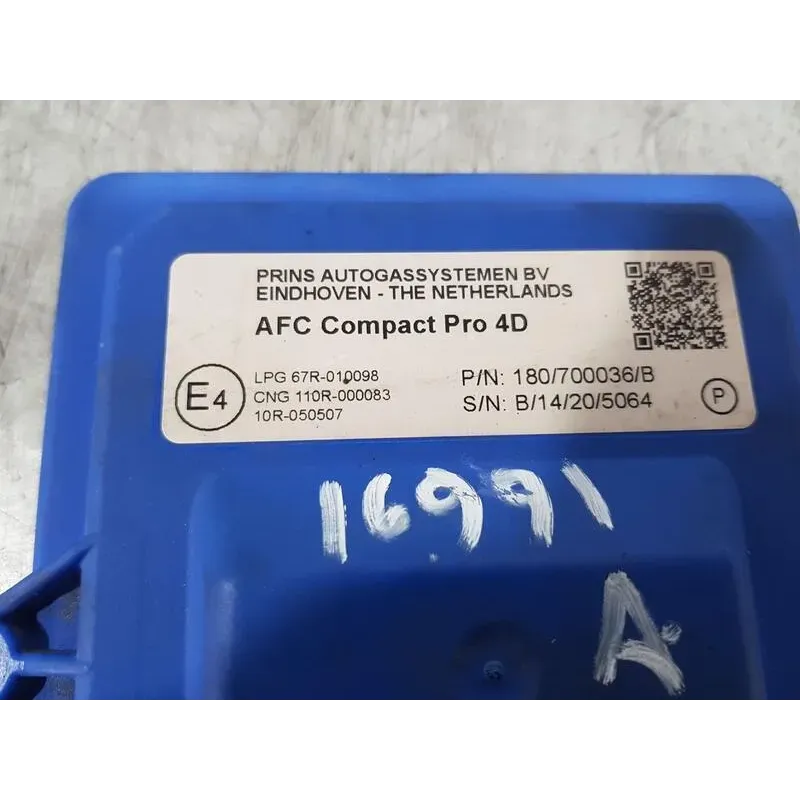 PRINS AUTOGASSYSTEMEN BV
EINDHOVEN - THE NETHERLANDS
AFC Compact Pro 4D
E4
LPG 67R-010098
CNG 110R-000083
10R-050507
P/N: 180/700036/B
S/N: B/14/20/5064
P
16991
A